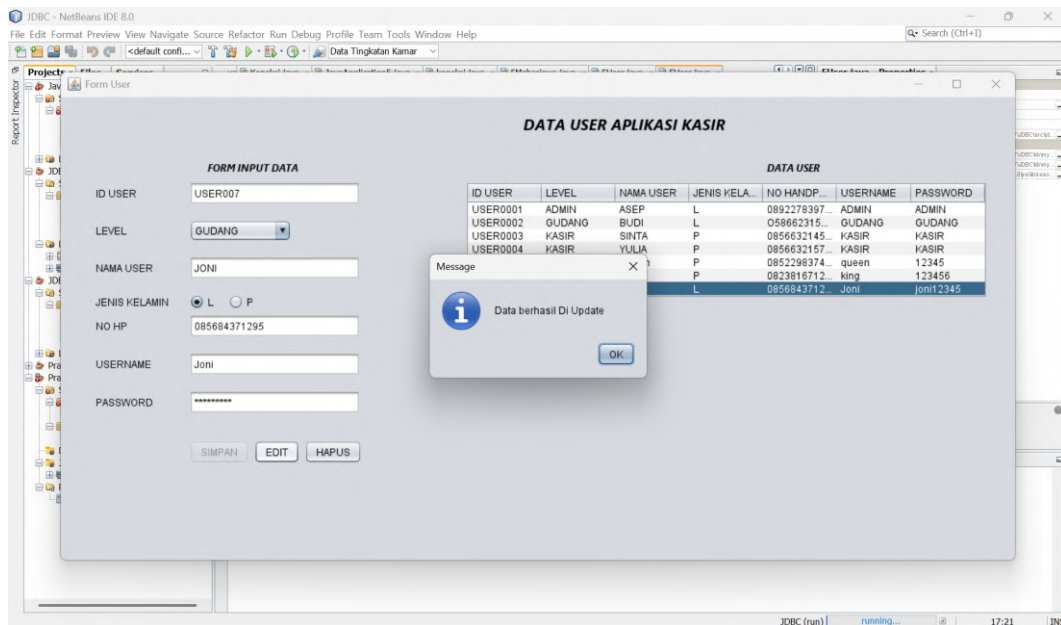 JDBC - NetBeans IDE 8.0
File Edit Format Preview View Navigate Source Refactor Run Debug Profile Team Tools Window Help
Search (Ctrl+I)
<default confi...
Data Tingkatan Kamar
Projects
Report Inspector
Form User
DATA USER APLIKASI KASIR
FORM INPUT DATA
ID USER USER007
LEVEL GUDANG
NAMA USER JONI
JENIS KELAMIN L P
NO HP 085684371295
USERNAME Joni
PASSWORD *********
SIMPAN EDIT HAPUS
DATA USER
ID USER LEVEL NAMA USER JENIS KELA... NO HANDP... USERNAME PASSWORD
USER0001 ADMIN ASEP L 0892278397... ADMIN ADMIN
USER0002 GUDANG BUDI L O58662315... GUDANG GUDANG
USER0003 KASIR SINTA P 0856632145... KASIR KASIR
USER0004 KASIR YULIA P 0856632157... KASIR KASIR
P 0852298374... queen 12345
P 0823816712... king 123456
L 0856843712... Joni joni12345
Message
Data berhasil Di Update
OK
JDBC (run) running... 17:21 IN